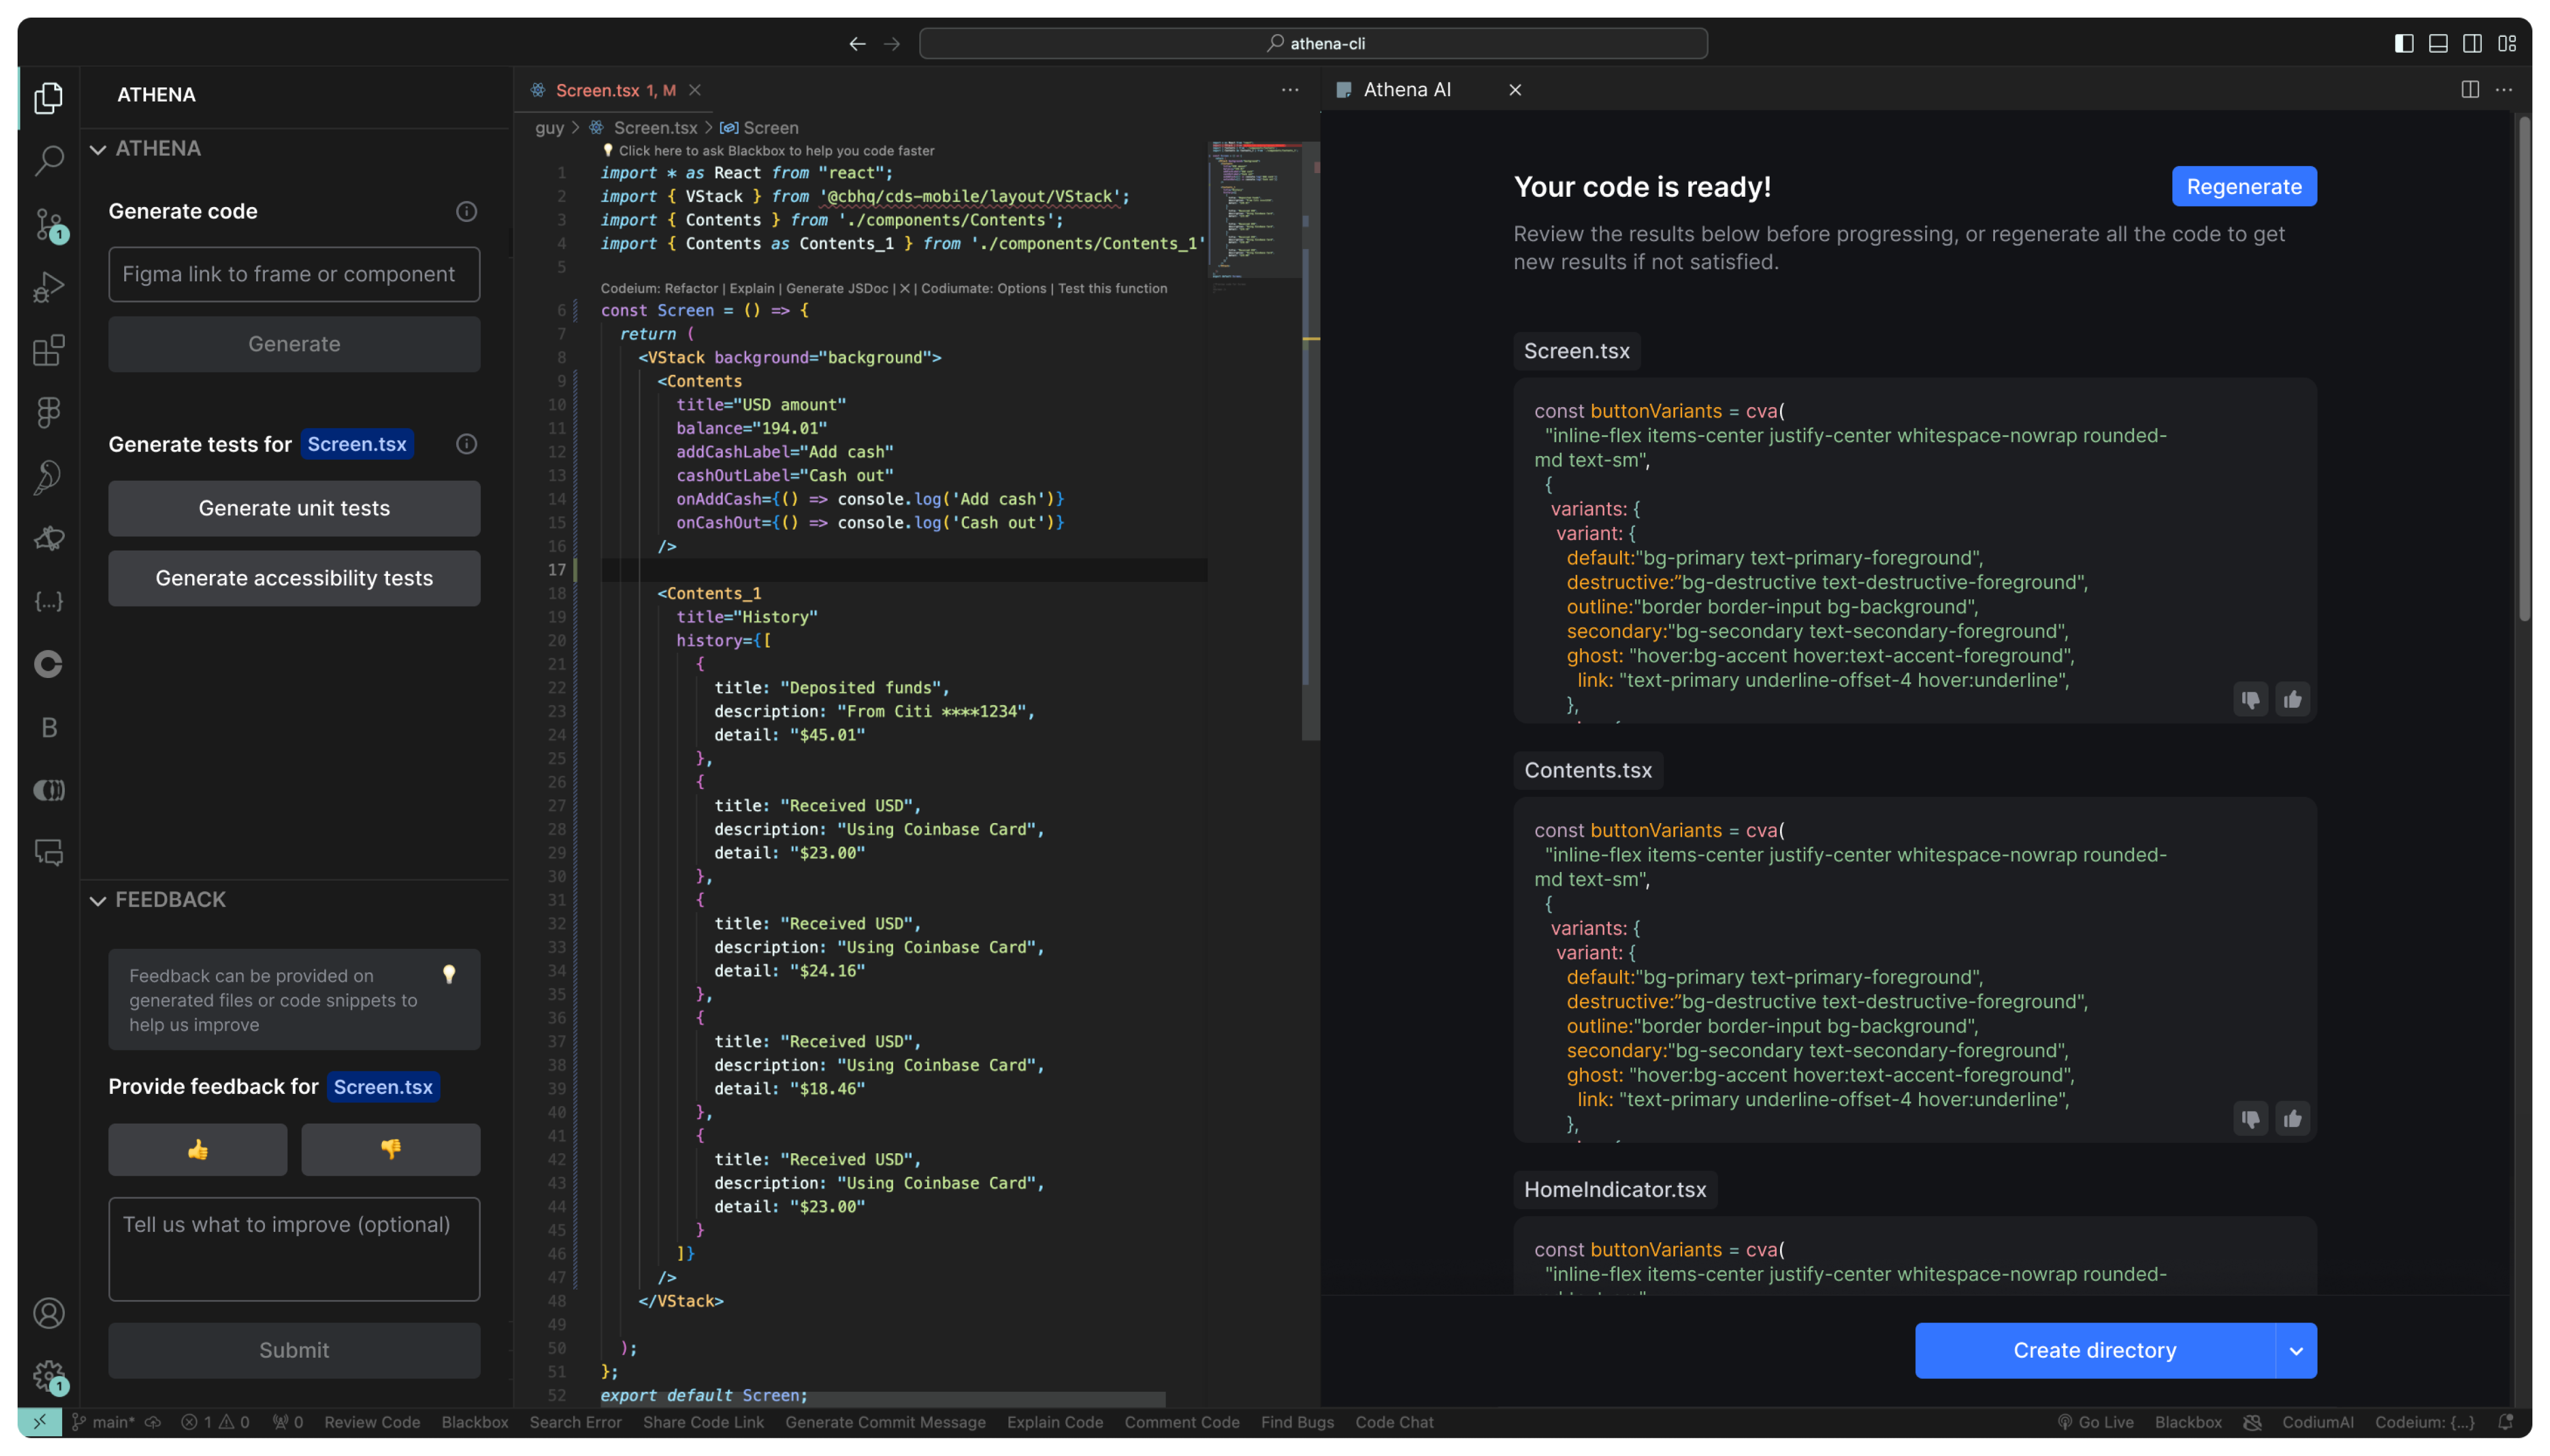 athena-cli
ATHENA
ATHENA
Generate code
Figma link to frame or component
Generate
Generate tests for Screen.tsx
Generate unit tests
Generate accessibility tests
{...}
B
1
FEEDBACK
Feedback can be provided on
generated files or code snippets to
help us improve
Provide feedback for Screen.tsx
Tell us what to improve (optional)
Submit
1
Screen.tsx 1, M
guy > Screen.tsx > Screen
Click here to ask Blackbox to help you code faster
1 import * as React from "react";
2 import { VStack } from '@cbhq/cds-mobile/layout/VStack';
3 import { Contents } from './components/Contents';
4 import { Contents as Contents_1 } from './components/Contents_1'
5
Codeium: Refactor | Explain | Generate JSDoc | X | Codiumate: Options | Test this function
6 const Screen = () => {
7 return (
8 <VStack background="background">
9 <Contents
10 title="USD amount"
11 balance="194.01"
12 addCashLabel="Add cash"
13 cashOutLabel="Cash out"
14 onAddCash={() => console.log('Add cash')}
15 onCashOut={() => console.log('Cash out')}
16 />
17
18 <Contents_1
19 title="History"
20 history={[
21 {
22 title: "Deposited funds",
23 description: "From Citi ****1234",
24 detail: "$45.01"
25 },
26 {
27 title: "Received USD",
28 description: "Using Coinbase Card",
29 detail: "$23.00"
30 },
31 {
32 title: "Received USD",
33 description: "Using Coinbase Card",
34 detail: "$24.16"
35 },
36 {
37 title: "Received USD",
38 description: "Using Coinbase Card",
39 detail: "$18.46"
40 },
41 {
42 title: "Received USD",
43 description: "Using Coinbase Card",
44 detail: "$23.00"
45 }
46 ]}
47 />
48 </VStack>
49
50 );
51 };
52 export default Screen;
Athena AI
Your code is ready!
Regenerate
Review the results below before progressing, or regenerate all the code to get
new results if not satisfied.
Screen.tsx
const buttonVariants = cva(
"inline-flex items-center justify-center whitespace-nowrap rounded-
md text-sm",
{
variants: {
variant: {
default:"bg-primary text-primary-foreground",
destructive:”bg-destructive text-destructive-foreground",
outline:"border border-input bg-background",
secondary:"bg-secondary text-secondary-foreground",
ghost: "hover:bg-accent hover:text-accent-foreground",
link: "text-primary underline-offset-4 hover:underline",
},
Contents.tsx
const buttonVariants = cva(
"inline-flex items-center justify-center whitespace-nowrap rounded-
md text-sm",
{
variants: {
variant: {
default:"bg-primary text-primary-foreground",
destructive:”bg-destructive text-destructive-foreground",
outline:"border border-input bg-background",
secondary:"bg-secondary text-secondary-foreground",
ghost: "hover:bg-accent hover:text-accent-foreground",
link: "text-primary underline-offset-4 hover:underline",
},
HomeIndicator.tsx
const buttonVariants = cva(
"inline-flex items-center justify-center whitespace-nowrap rounded-
Create directory
main* 1 0 0 Review Code Blackbox Search Error Share Code Link Generate Commit Message Explain Code Comment Code Find Bugs Code Chat Go Live Blackbox CodiumAI Codeium: {...}